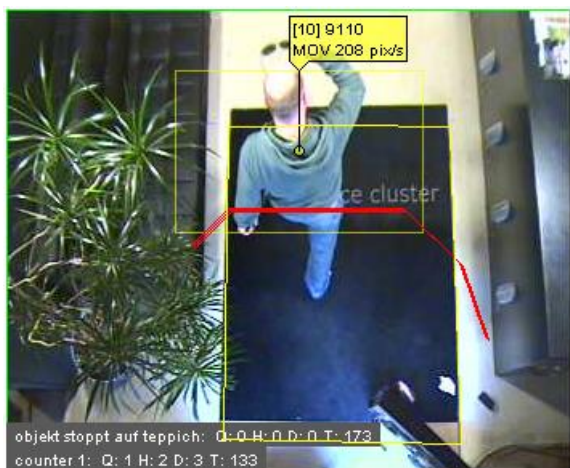 [10] 9110
MOV 208 pix/s
ce cluster
objekt stoppt auf teppich: Q: 0 H: 0 D: 0 T: 173
counter 1: Q: 1 H: 2 D: 3 T: 133